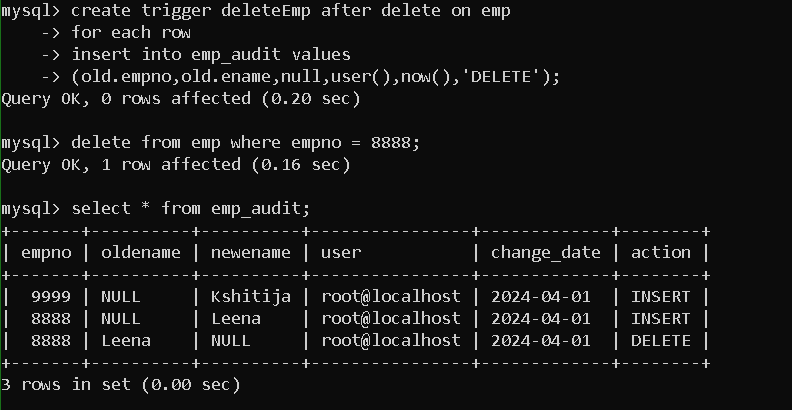 mysql> create trigger deleteEmp after delete on emp
    -> for each row
    -> insert into emp_audit values
    -> (old.empno,old.ename,null,user(),now(),'DELETE');
Query OK, 0 rows affected (0.20 sec)

mysql> delete from emp where empno = 8888;
Query OK, 1 row affected (0.16 sec)

mysql> select * from emp_audit;
+-------+----------+----------+----------------+-------------+--------+
| empno | oldename | newename | user           | change_date | action |
+-------+----------+----------+----------------+-------------+--------+
|  9999 | NULL     | Kshitija | root@localhost | 2024-04-01  | INSERT |
|  8888 | NULL     | Leena    | root@localhost | 2024-04-01  | INSERT |
|  8888 | Leena    | NULL     | root@localhost | 2024-04-01  | DELETE |
+-------+----------+----------+----------------+-------------+--------+
3 rows in set (0.00 sec)